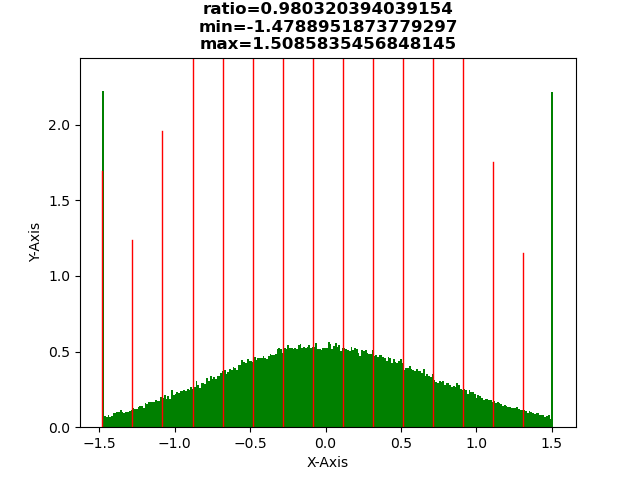 ratio=0.980320394039154
min=-1.4788951873779297
max=1.5085835456848145
Y-Axis
2.0
1.5
1.0
0.5
0.0
−1.5 −1.0 −0.5 0.0 0.5 1.0 1.5
X-Axis